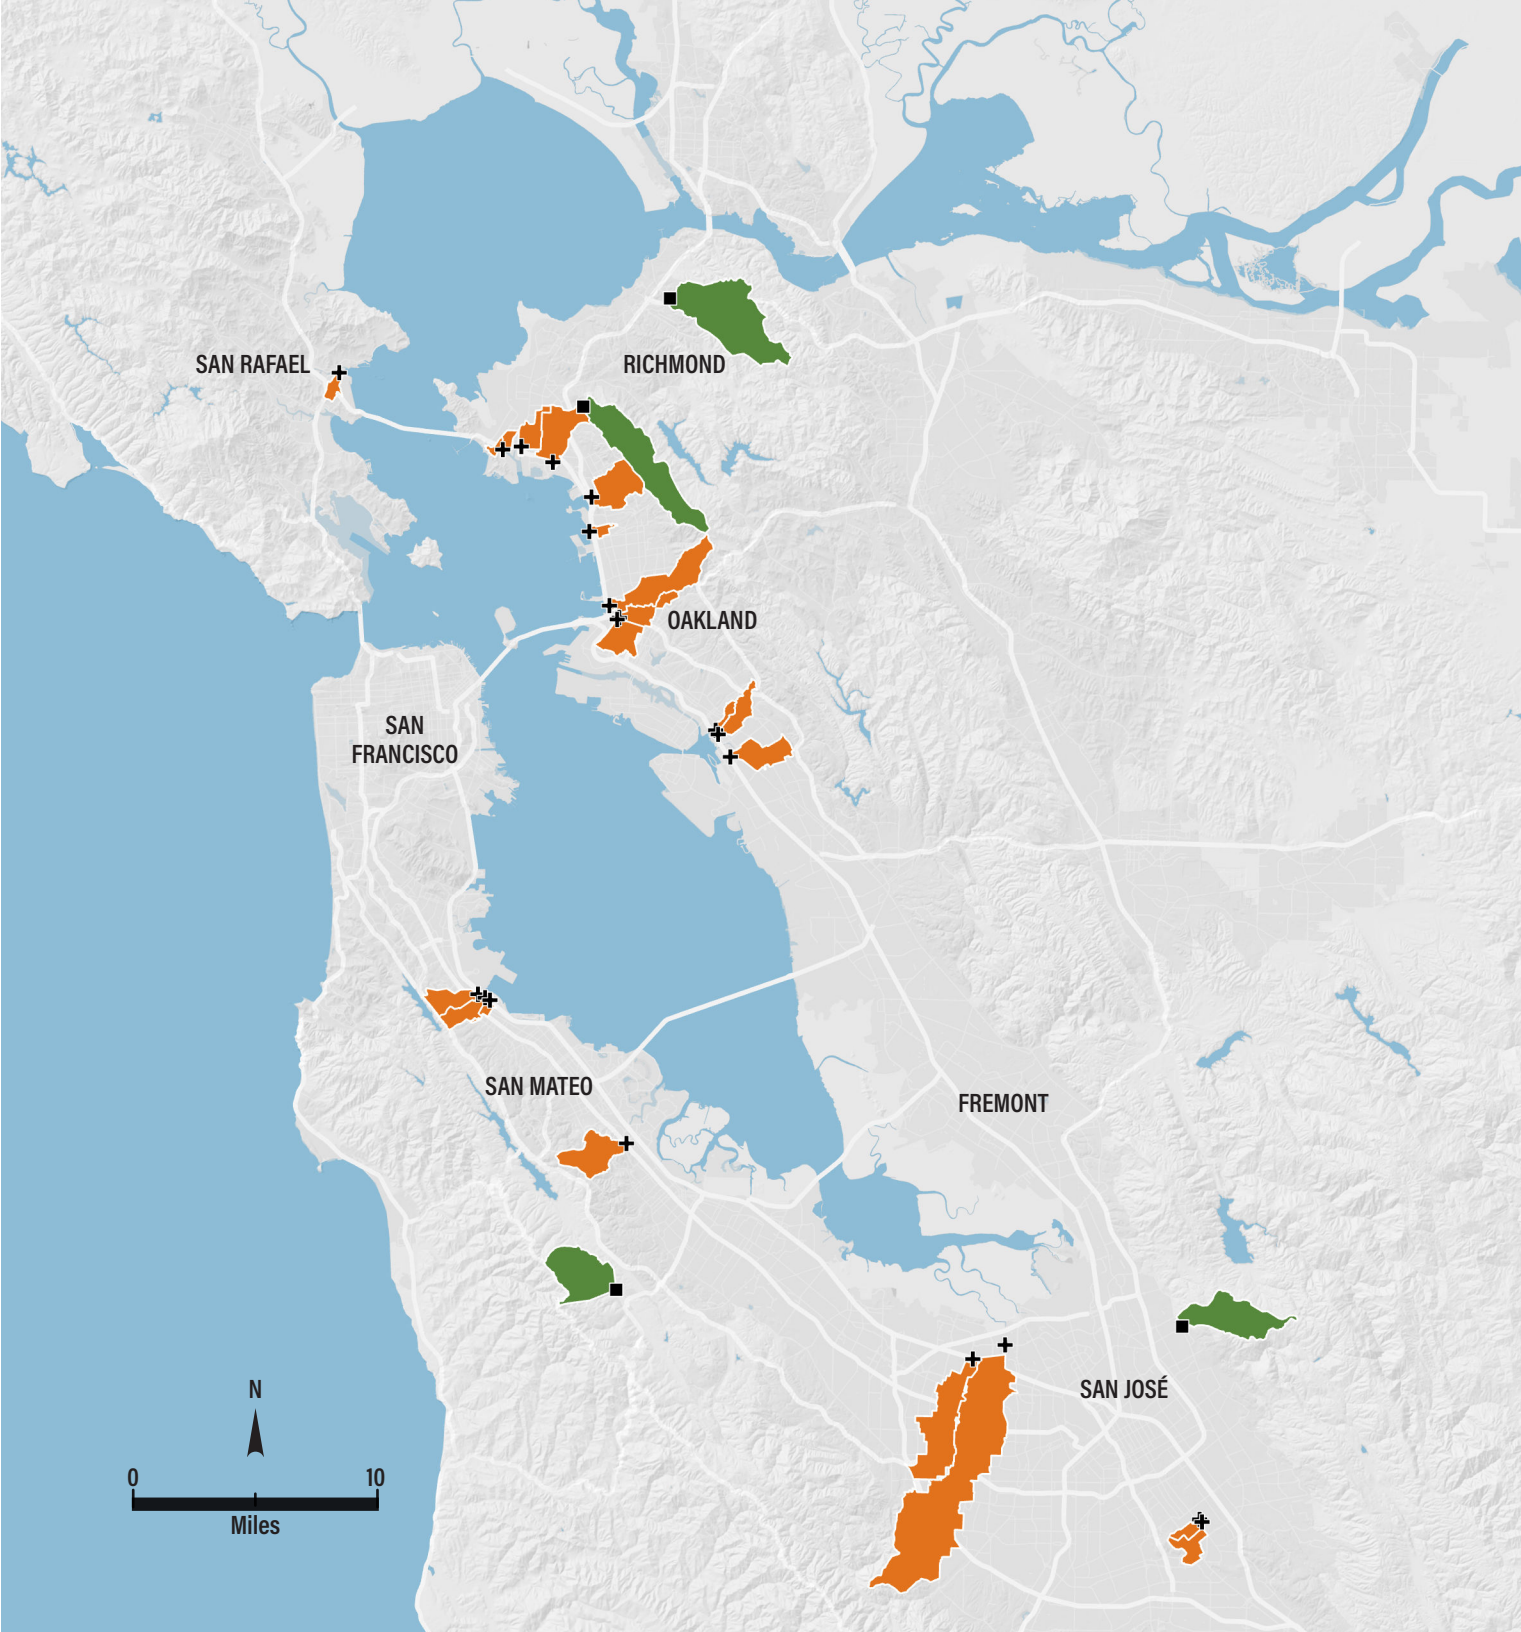 SAN RAFAEL
RICHMOND
OAKLAND
SAN
FRANCISCO
SAN MATEO
FREMONT
SAN JOSÉ
N
0 10
Miles